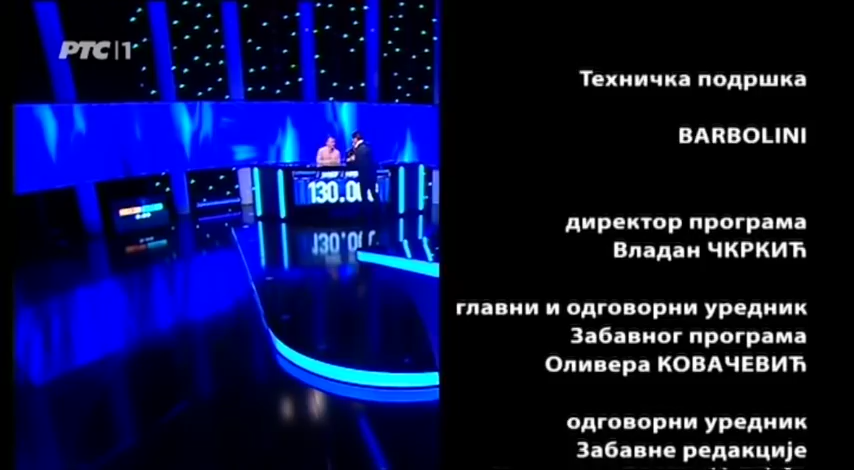 РТС|1
130.00
Техничка подршка
BARBOLINI
директор програма
Владан ЧКРКИЋ
главни и одговорни уредник
Забавног програма
Оливера КОВАЧЕВИЋ
одговорни уредник
Забавне редакције